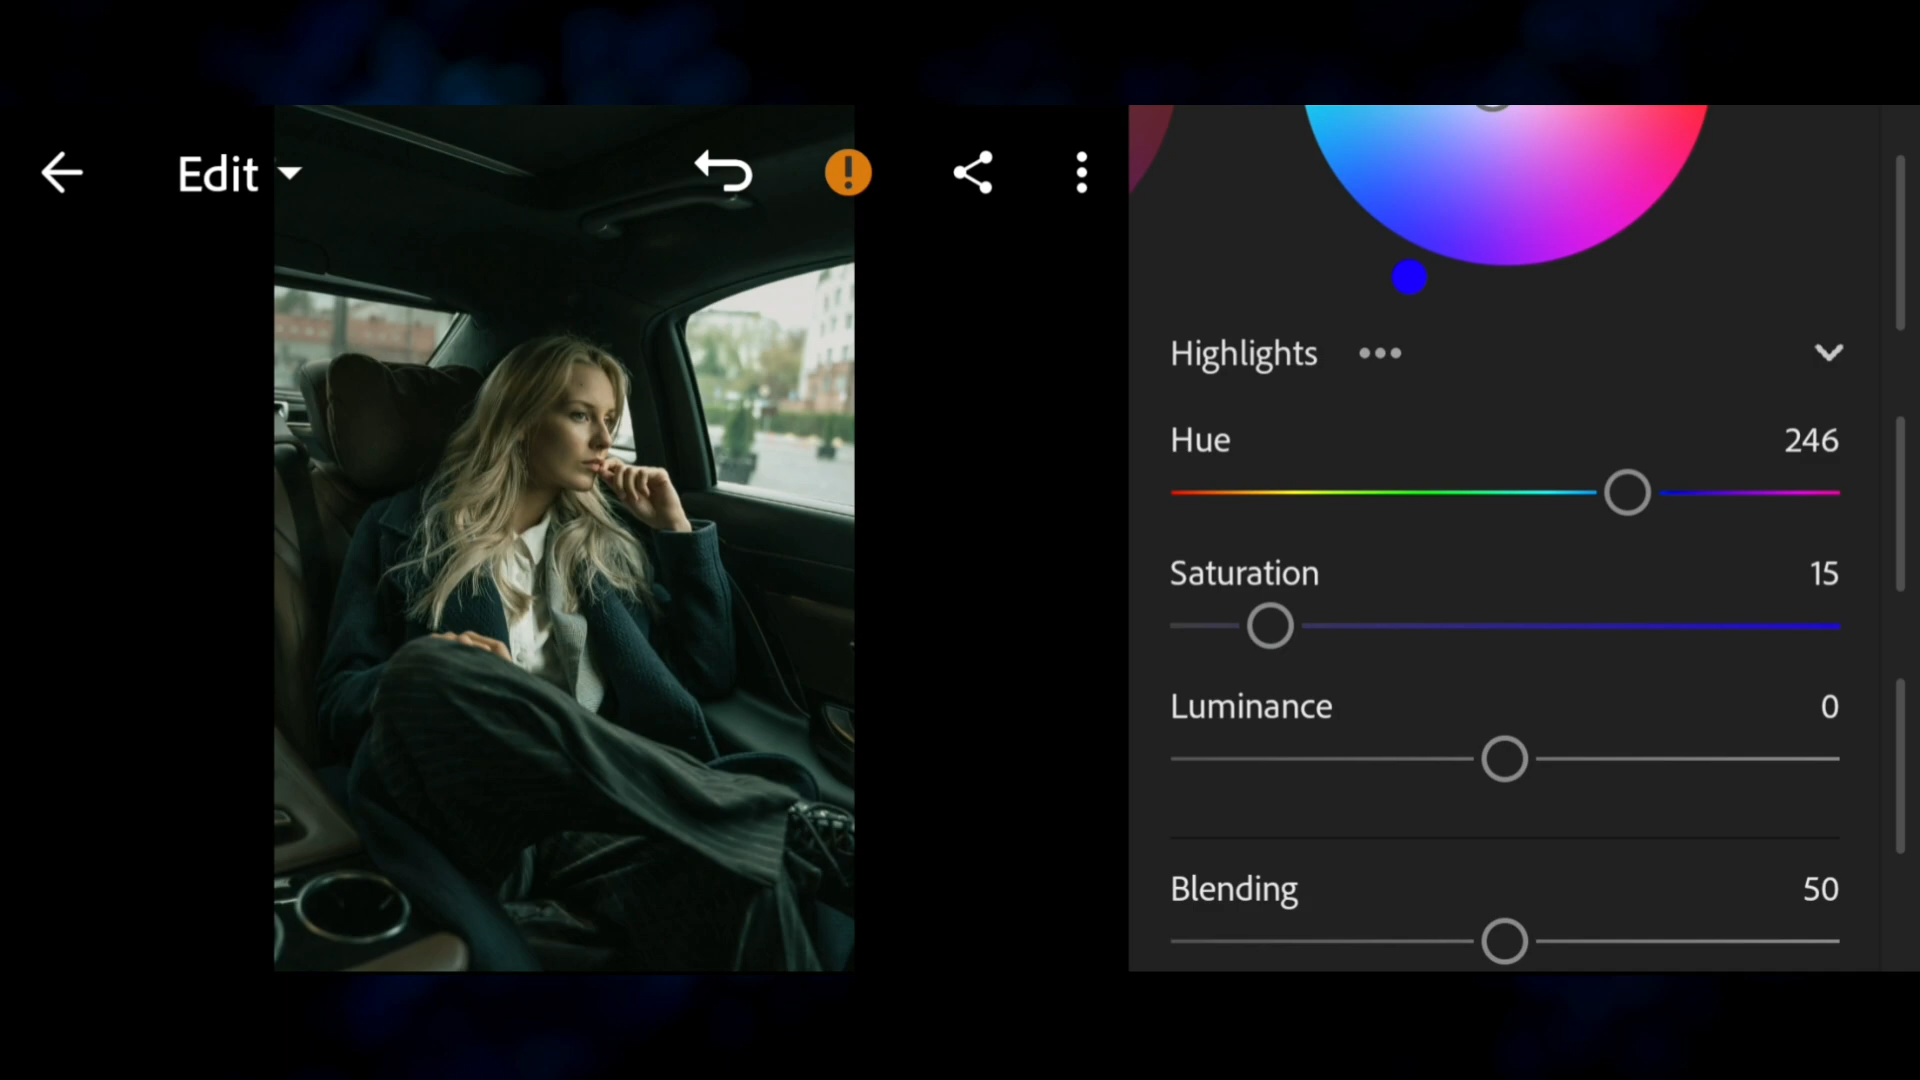 Edit
Highlights
Hue 246
Saturation 15
Luminance 0
Blending 50